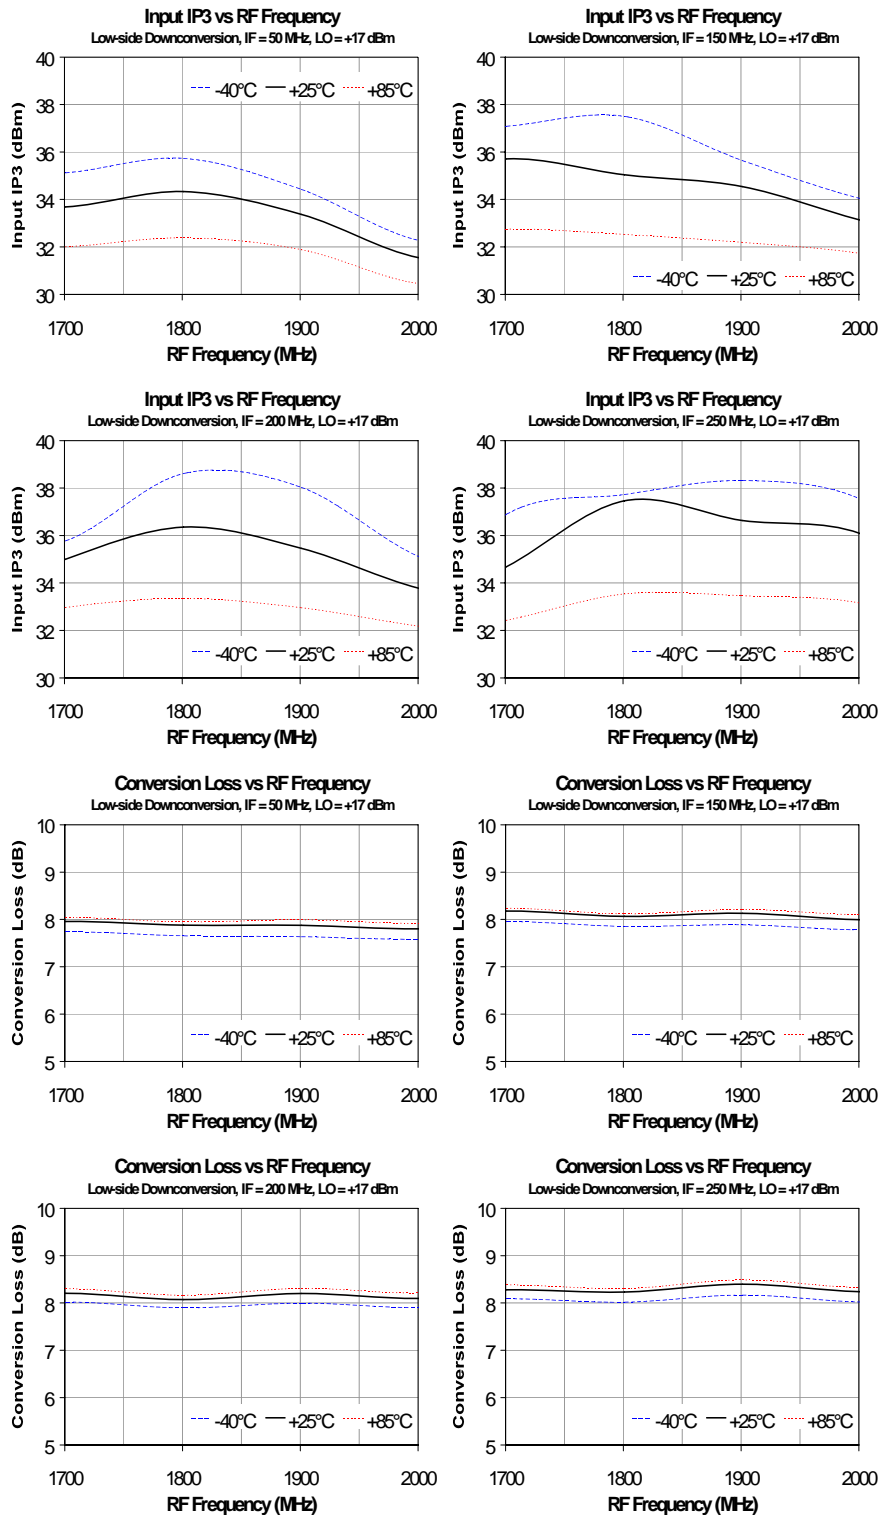 Input IP3 vs RF Frequency
Low-side Downconversion, IF = 50 MHz, LO = +17 dBm
Input IP3 (dBm)
40
38
36
34
32
30
-40°C +25°C +85°C
1700 1800 1900 2000
RF Frequency (MHz)
Input IP3 vs RF Frequency
Low-side Downconversion, IF = 150 MHz, LO = +17 dBm
Input IP3 (dBm)
40
38
36
34
32
30
-40°C +25°C +85°C
1700 1800 1900 2000
RF Frequency (MHz)
Input IP3 vs RF Frequency
Low-side Downconversion, IF = 200 MHz, LO = +17 dBm
Input IP3 (dBm)
40
38
36
34
32
30
-40°C +25°C +85°C
1700 1800 1900 2000
RF Frequency (MHz)
Input IP3 vs RF Frequency
Low-side Downconversion, IF = 250 MHz, LO = +17 dBm
Input IP3 (dBm)
40
38
36
34
32
30
-40°C +25°C +85°C
1700 1800 1900 2000
RF Frequency (MHz)
Conversion Loss vs RF Frequency
Low-side Downconversion, IF = 50 MHz, LO = +17 dBm
Conversion Loss (dB)
10
9
8
7
6
5
-40°C +25°C +85°C
1700 1800 1900 2000
RF Frequency (MHz)
Conversion Loss vs RF Frequency
Low-side Downconversion, IF = 150 MHz, LO = +17 dBm
Conversion Loss (dB)
10
9
8
7
6
5
-40°C +25°C +85°C
1700 1800 1900 2000
RF Frequency (MHz)
Conversion Loss vs RF Frequency
Low-side Downconversion, IF = 200 MHz, LO = +17 dBm
Conversion Loss (dB)
10
9
8
7
6
5
-40°C +25°C +85°C
1700 1800 1900 2000
RF Frequency (MHz)
Conversion Loss vs RF Frequency
Low-side Downconversion, IF = 250 MHz, LO = +17 dBm
Conversion Loss (dB)
10
9
8
7
6
5
-40°C +25°C +85°C
1700 1800 1900 2000
RF Frequency (MHz)